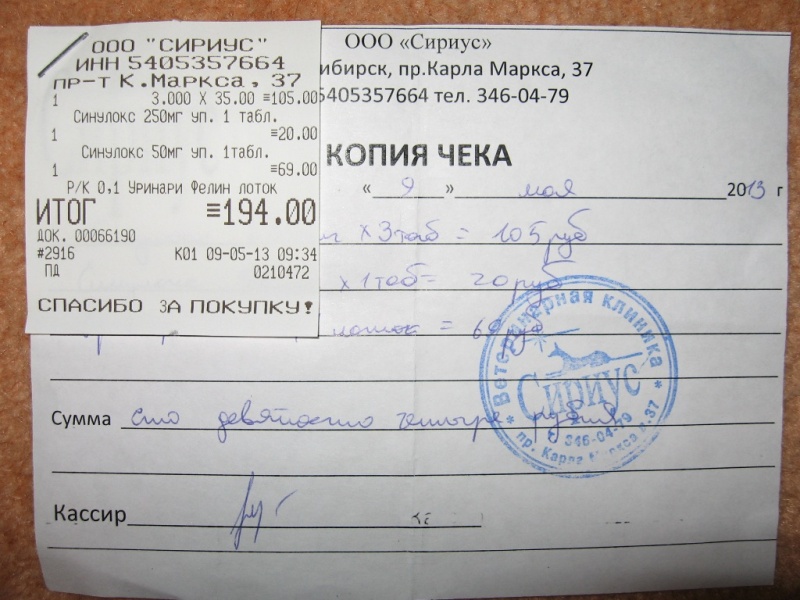 ООО "СИРИУС"
ИНН 5405357664
пр-т К.Маркса, 37
1 3.000 X 35.00 ≡105.00
Синулокс 250мг уп. 1 табл.
1 ≡20.00
Синулокс 50мг уп. 1табл.
1 ≡69.00
Р/К 0,1 Уринари Фелин лоток
ИТОГ ≡194.00
ДОК. 00066190
#2916 К01 09-05-13 09:34
ПД 0210472
СПАСИБО ЗА ПОКУПКУ!
ООО «Сириус»
ибирск, пр.Карла Маркса, 37
5405357664 тел. 346-04-79
КОПИЯ ЧЕКА
« 9 » мая 2013 г
х 3таб = 105 руб
х 1таб= 20 руб
лоток = 69 руб
Сумма сто девяносто четыре рубля
Кассир
* Ветеринарная клиника *
Сириус
346-04-79
пр. Карла Маркса д.37